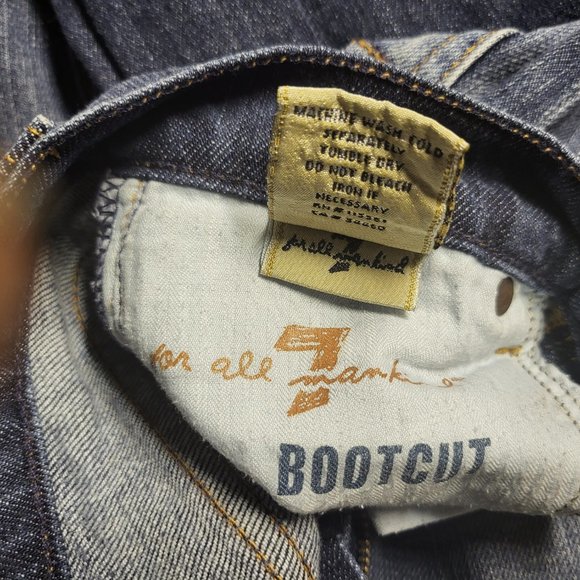 MACHINE WASH COLD
SEPARATELY
TUMBLE DRY
DO NOT BLEACH
IRON IF
NECESSARY
for all 7 mankind
for all 7 mank
BOOTCUT